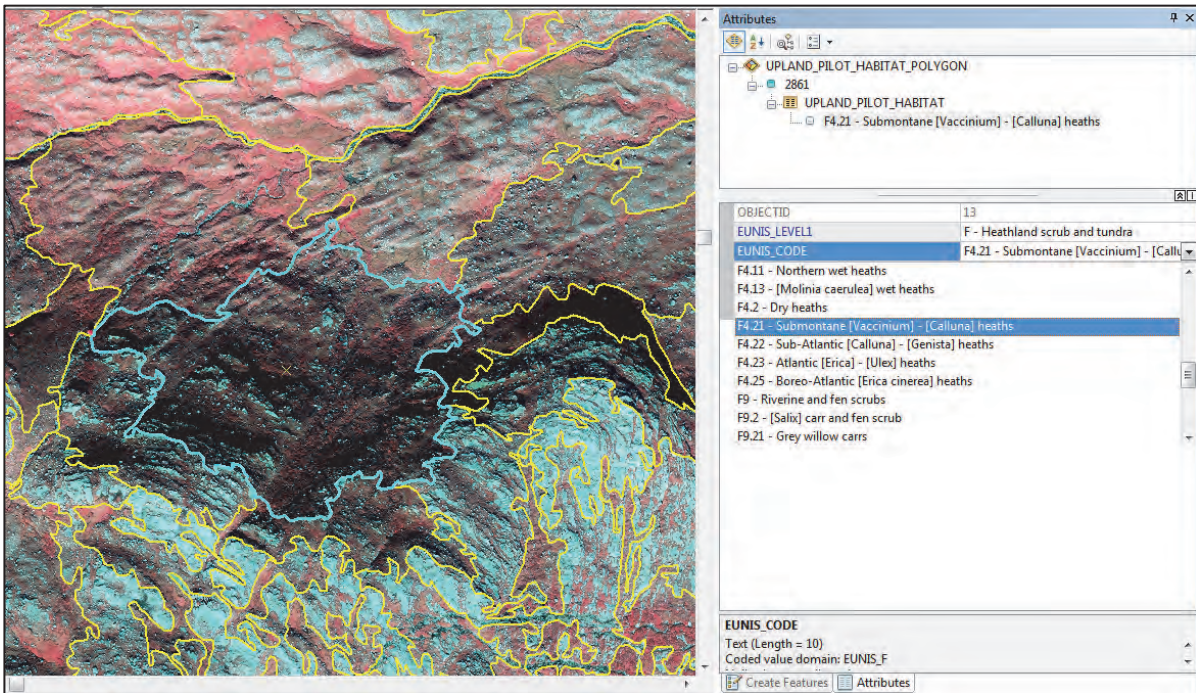 Attributes
UPLAND_PILOT_HABITAT_POLYGON
2861
UPLAND_PILOT_HABITAT
F4.21 - Submontane [Vaccinium] - [Calluna] heaths
OBJECTID 13
EUNIS_LEVEL1 F - Heathland scrub and tundra
EUNIS_CODE F4.21 - Submontane [Vaccinium] - [Callu
F4.11 - Northern wet heaths
F4.13 - [Molinia caerulea] wet heaths
F4.2 - Dry heaths
F4.21 - Submontane [Vaccinium] - [Calluna] heaths
F4.22 - Sub-Atlantic [Calluna] - [Genista] heaths
F4.23 - Atlantic [Erica] - [Ulex] heaths
F4.25 - Boreo-Atlantic [Erica cinerea] heaths
F9 - Riverine and fen scrubs
F9.2 - [Salix] carr and fen scrub
F9.21 - Grey willow carrs
EUNIS_CODE
Text (Length = 10)
Coded value domain: EUNIS_F
Create Features Attributes